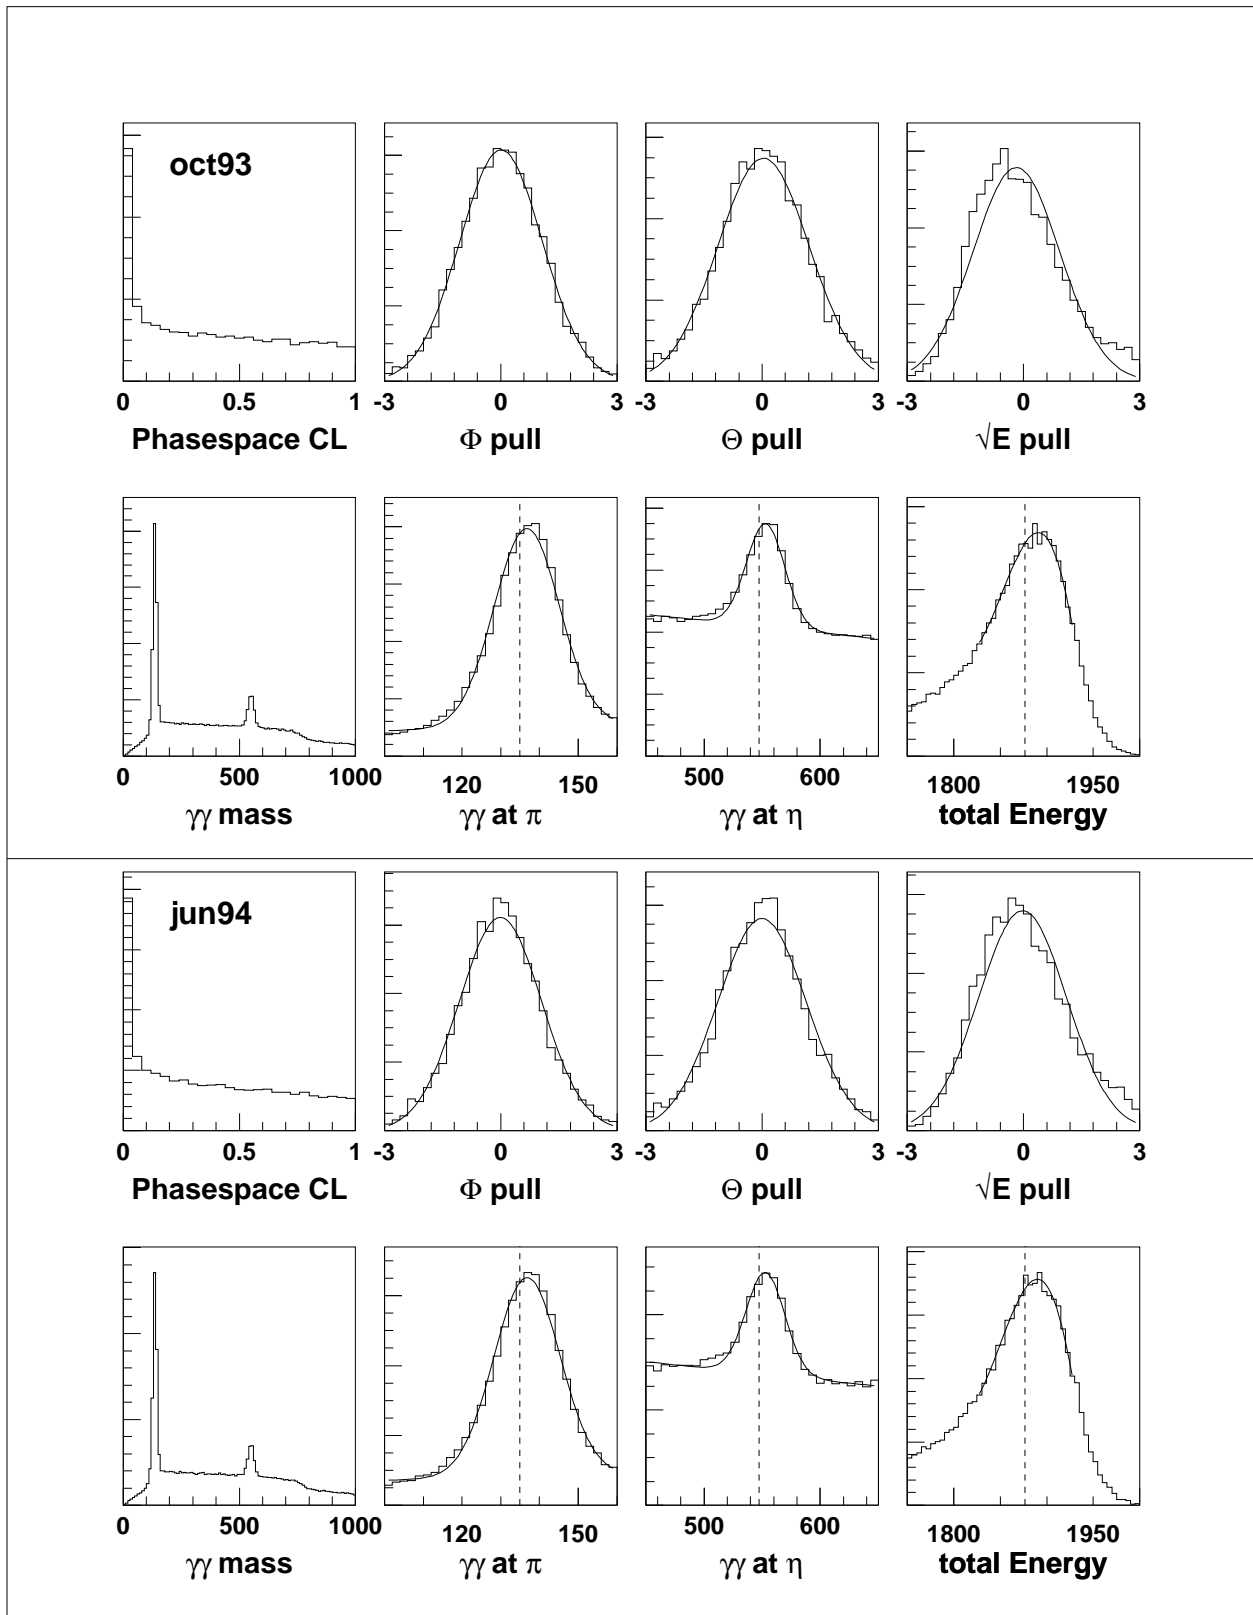 oct93
0 0.5 1 -3 0 3 -3 0 3 -3 0 3
Phasespace CL Φ pull Θ pull √E pull
0 500 1000 120 150 500 600 1800 1950
γγ mass γγ at π γγ at η total Energy
jun94
0 0.5 1 -3 0 3 -3 0 3 -3 0 3
Phasespace CL Φ pull Θ pull √E pull
0 500 1000 120 150 500 600 1800 1950
γγ mass γγ at π γγ at η total Energy